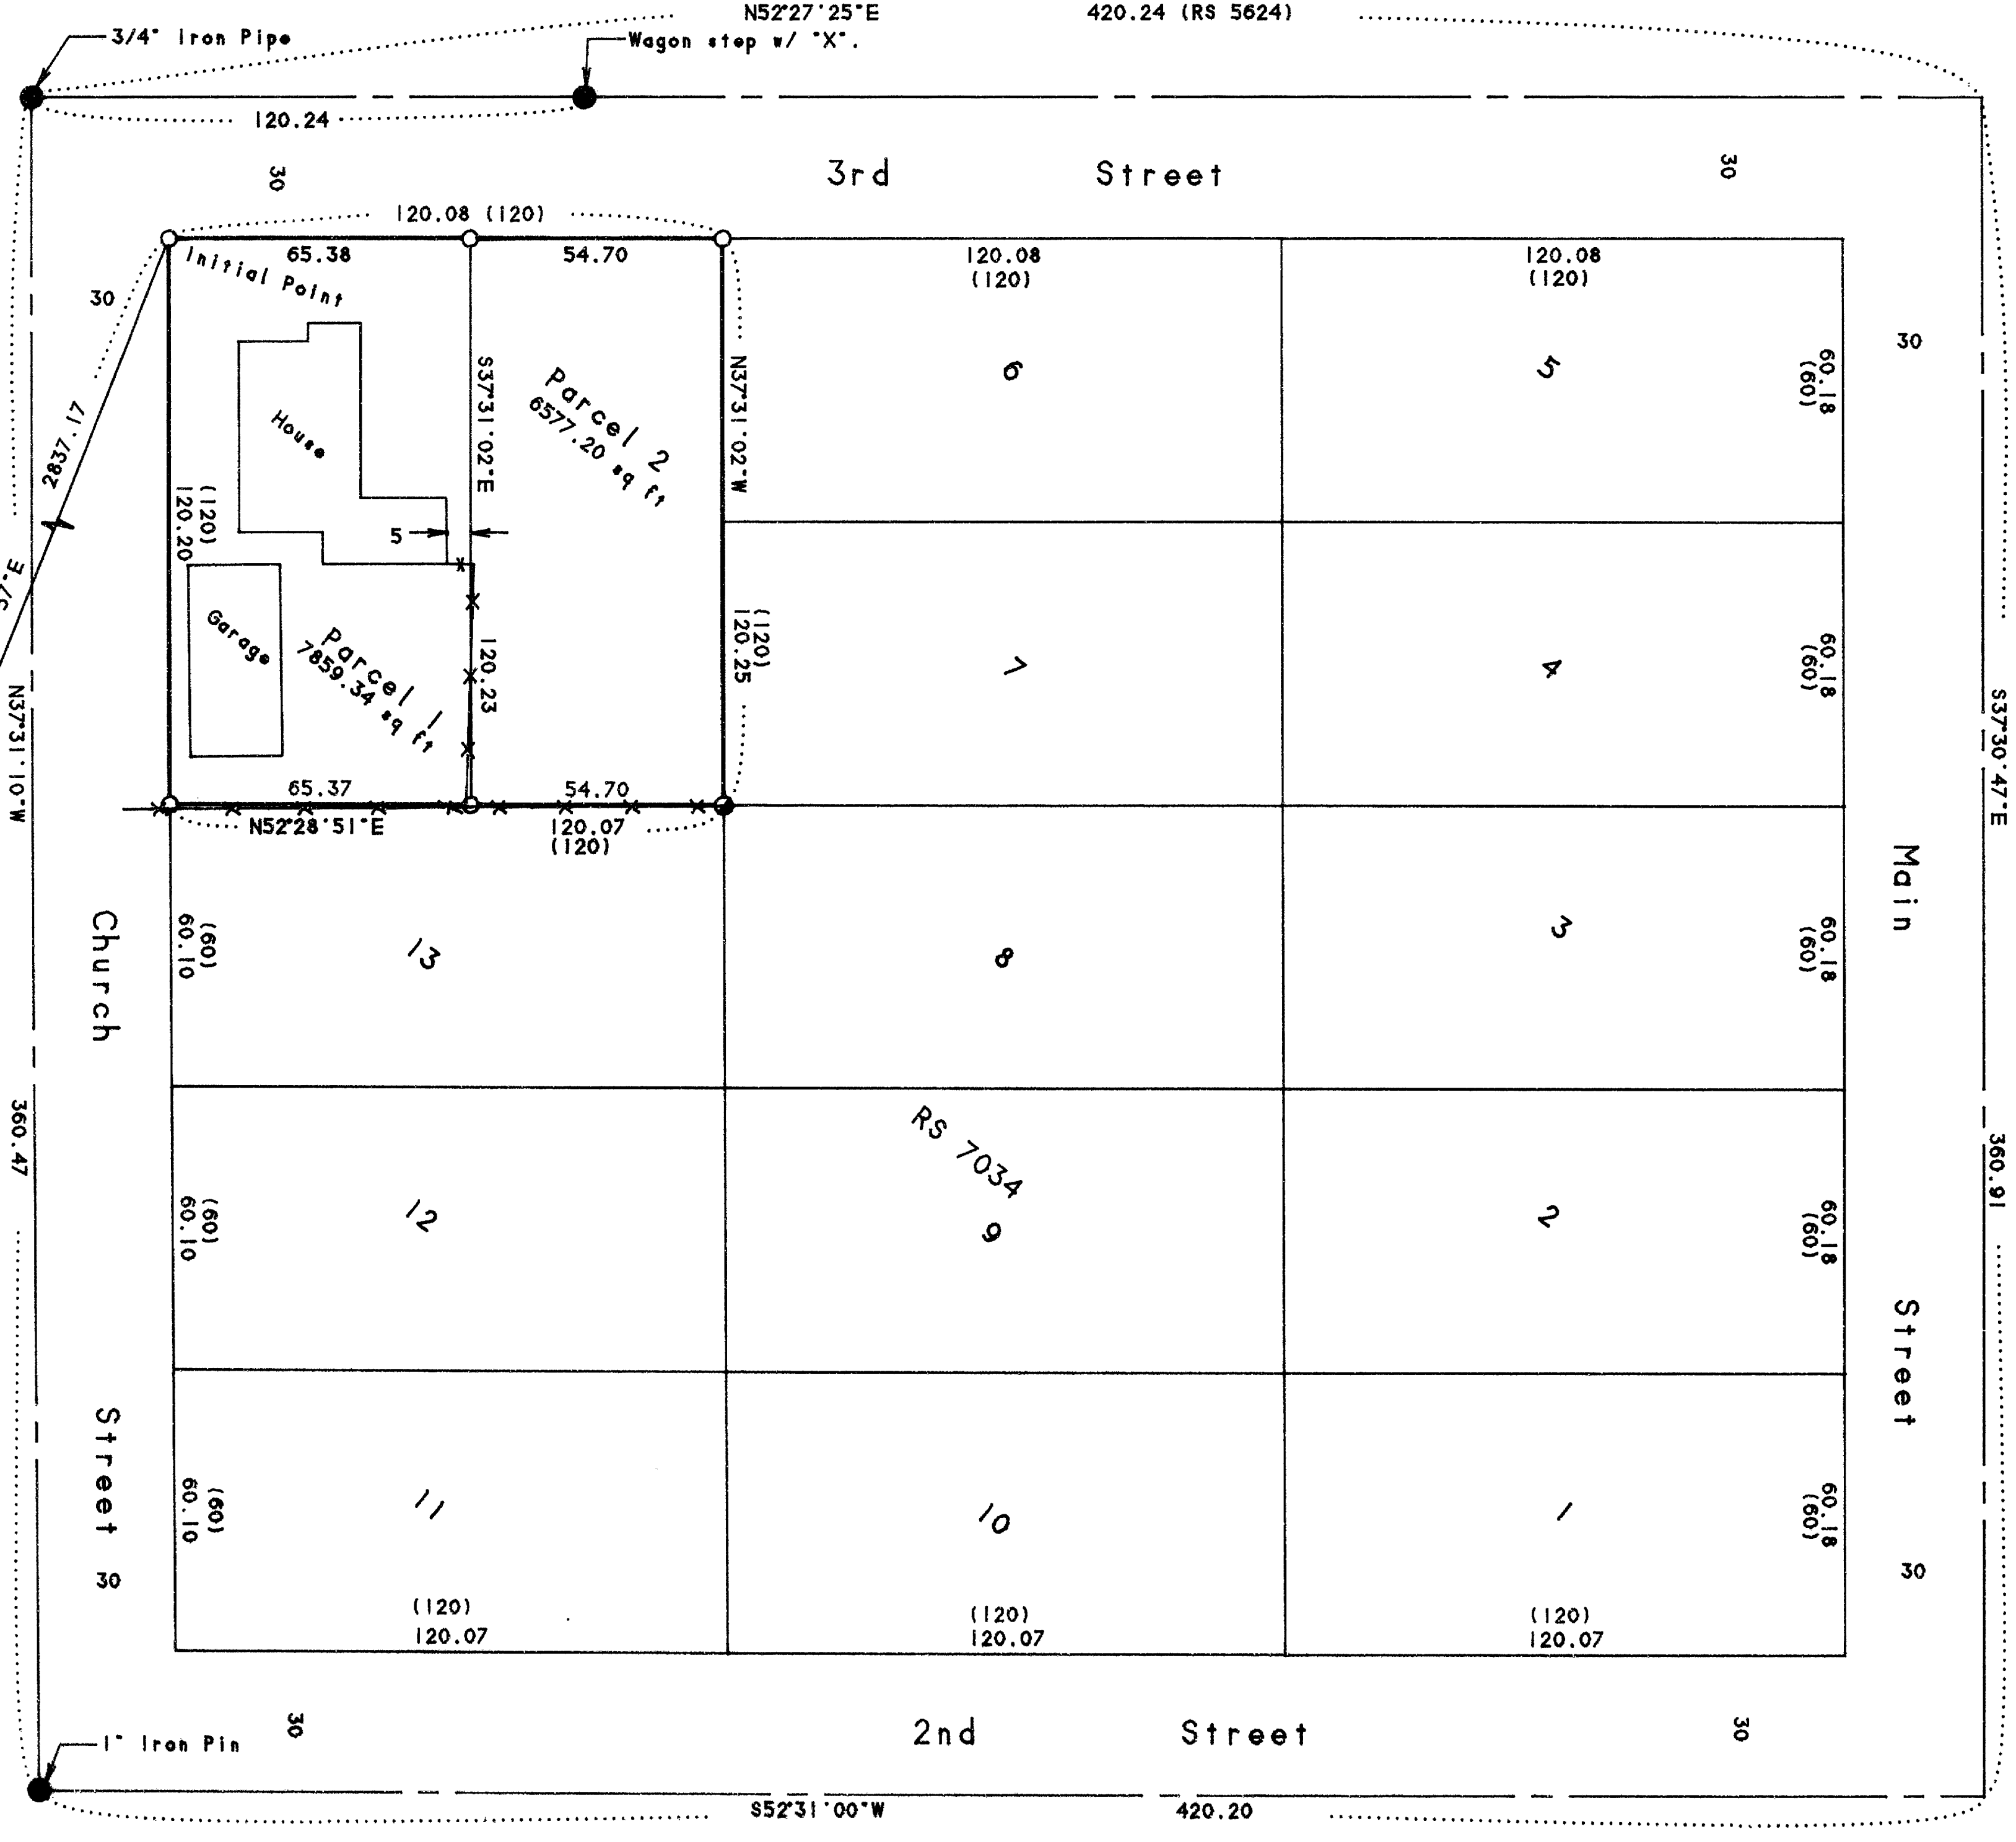 N52°27'25"E 420.24 (RS 5624)
3/4" Iron Pipe
Wagon step w/ "X".
120.24
30
3rd Street
30
120.08 (120)
65.38
54.70
120.08
(120)
120.08
(120)
Initial Point
30
30
2837.17
House
S37°31'02"E
Parcel 2
6577.20 sq ft
N37°31'02"W
6
5
60.18
(60)
(120)
120.20
5
37"E
Garage
Parcel 1
7859.34 sq ft
120.23
(120)
120.25
7
4
60.18
(60)
N37°31'10"W
S37°30'47"E
65.37
54.70
N52°28'51"E
120.07
(120)
Church
(60)
60.10
13
8
3
60.18
(60)
Main
360.47
360.91
RS 7034
(60)
60.10
12
9
2
60.18
(60)
Street
Street
(60)
60.10
11
10
1
60.18
(60)
30
30
(120)
120.07
(120)
120.07
(120)
120.07
30
2nd Street
30
1" Iron Pin
S52°31'00"W 420.20